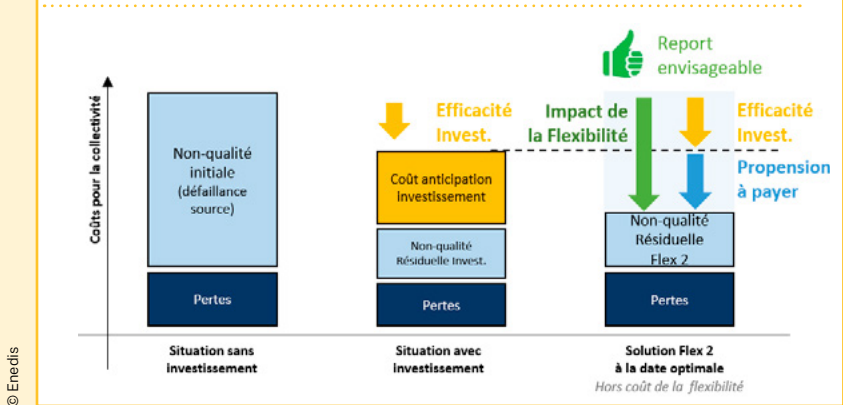 Report
envisageable
Coûts pour la collectivité
Non-qualité
initiale
(défaillance
source)
Pertes
Efficacité
Invest.
Coût anticipation
Investissement
Non-qualité
Résiduelle Invest.
Pertes
Impact de
la Flexibilité
Efficacité
Invest.
Propension
à payer
Non-qualité
Résiduelle
Flex 2
Pertes
Situation sans
investissement
Situation avec
investissement
Solution Flex 2
à la date optimale
Hors coût de la flexibilité
© Enedis